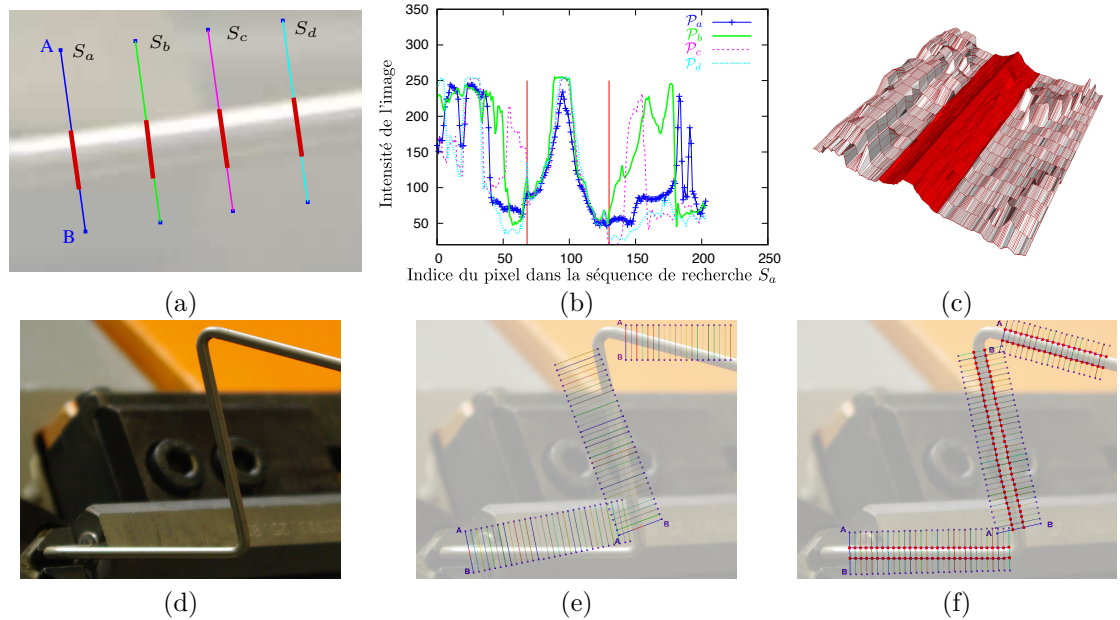 A S_a S_b S_c S_d
B
(a)
P_a
P_b
P_c
P_d
Intensité de l'image
400
350
300
250
200
150
100
50
0 50 100 150 200 250
Indice du pixel dans la séquence de recherche S_a
(b)
(c)
(d)
A
B
A
B
A
B
(e)
A
B
A
B
A
B
(f)